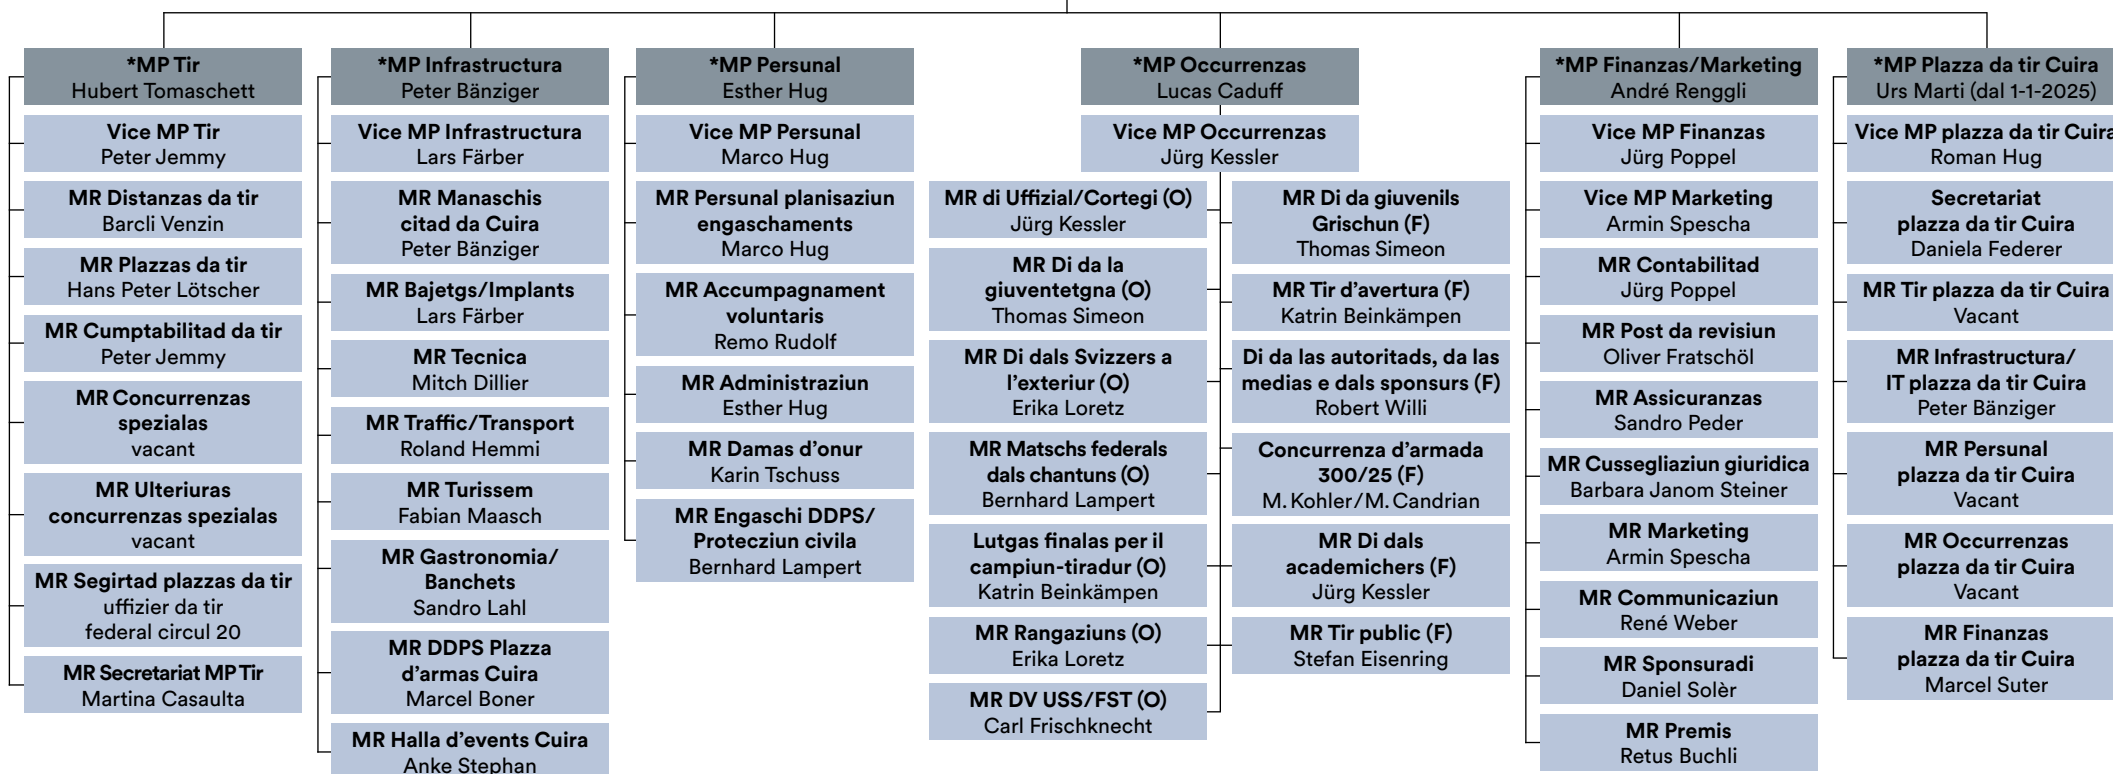 *MP Tir
Hubert Tomaschett
Vice MP Tir
Peter Jemmy
MR Distanzas da tir
Barcli Venzin
MR Plazzas da tir
Hans Peter Lötscher
MR Cumptabilitad da tir
Peter Jemmy
MR Concurrenzas
spezialas
vacant
MR Ulteriuras
concurrenzas spezialas
vacant
MR Segirtad plazzas da tir
uffizier da tir
federal circul 20
MR Secretariat MP Tir
Martina Casaulta
*MP Infrastructura
Peter Bänziger
Vice MP Infrastructura
Lars Färber
MR Manaschis
citad da Cuira
Peter Bänziger
MR Bajetgs/Implants
Lars Färber
MR Tecnica
Mitch Dillier
MR Traffic/Transport
Roland Hemmi
MR Turissem
Fabian Maasch
MR Gastronomia/
Banchets
Sandro Lahl
MR DDPS Plazza
d’armas Cuira
Marcel Boner
MR Halla d’events Cuira
Anke Stephan
*MP Persunal
Esther Hug
Vice MP Persunal
Marco Hug
MR Persunal planisaziun
engaschaments
Marco Hug
MR Accumpagnament
voluntaris
Remo Rudolf
MR Administraziun
Esther Hug
MR Damas d’onur
Karin Tschuss
MR Engaschi DDPS/
Protecziun civila
Bernhard Lampert
*MP Occurrenzas
Lucas Caduff
Vice MP Occurrenzas
Jürg Kessler
MR di Uffizial/Cortegi (O)
Jürg Kessler
MR Di da la
giuventetgna (O)
Thomas Simeon
MR Di dals Svizzers a
l’exteriur (O)
Erika Loretz
MR Matschs federals
dals chantuns (O)
Bernhard Lampert
Lutgas finalas per il
campiun-tiradur (O)
Katrin Beinkämpen
MR Rangaziuns (O)
Erika Loretz
MR DV USS/FST (O)
Carl Frischknecht
MR Di da giuvenils
Grischun (F)
Thomas Simeon
MR Tir d’avertura (F)
Katrin Beinkämpen
Di da las autoritads, da las
medias e dals sponsurs (F)
Robert Willi
Concurrenza d’armada
300/25 (F)
M. Kohler/M. Candrian
MR Di dals
academichers (F)
Jürg Kessler
MR Tir public (F)
Stefan Eisenring
*MP Finanzas/Marketing
André Renggli
Vice MP Finanzas
Jürg Poppel
Vice MP Marketing
Armin Spescha
MR Contabilitad
Jürg Poppel
MR Post da revisiun
Oliver Fratschöl
MR Assicuranzas
Sandro Peder
MR Cussegliaziun giuridica
Barbara Janom Steiner
MR Marketing
Armin Spescha
MR Communicaziun
René Weber
MR Sponsuradi
Daniel Solèr
MR Premis
Retus Buchli
*MP Plazza da tir Cuira
Urs Marti (dal 1-1-2025)
Vice MP plazza da tir Cuira
Roman Hug
Secretariat
plazza da tir Cuira
Daniela Federer
MR Tir plazza da tir Cuira
Vacant
MR Infrastructura/
IT plazza da tir Cuira
Peter Bänziger
MR Persunal
plazza da tir Cuira
Vacant
MR Occurrenzas
plazza da tir Cuira
Vacant
MR Finanzas
plazza da tir Cuira
Marcel Suter